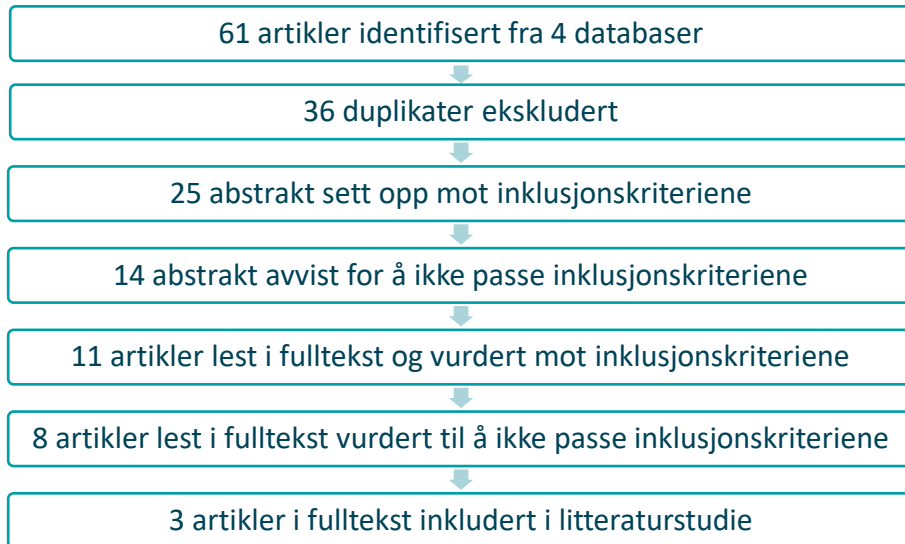 61 artikler identifisert fra 4 databaser
36 duplikater ekskludert
25 abstrakt sett opp mot inklusjonskriteriene
14 abstrakt avvist for å ikke passe inklusjonskriteriene
11 artikler lest i fulltekst og vurdert mot inklusjonskriteriene
8 artikler lest i fulltekst vurdert til å ikke passe inklusjonskriteriene
3 artikler i fulltekst inkludert i litteraturstudie